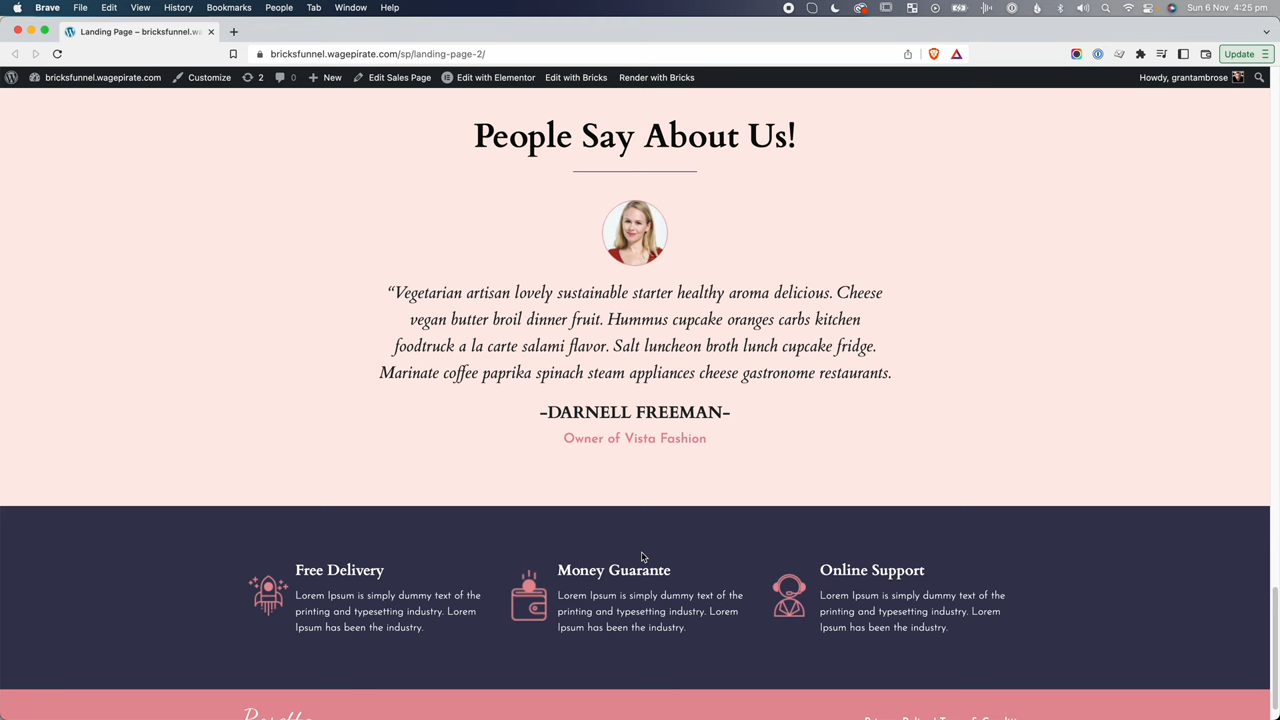 Brave File Edit View History Bookmarks People Tab Window Help
Sun 6 Nov 4:25 pm
Landing Page – bricksfunnel.wa
bricksfunnel.wagepirate.com/sp/landing-page-2/
Update
bricksfunnel.wagepirate.com Customize 2 0 New Edit Sales Page Edit with Elementor Edit with Bricks Render with Bricks
Howdy, grantambrose
People Say About Us!
“Vegetarian artisan lovely sustainable starter healthy aroma delicious. Cheese
vegan butter broil dinner fruit. Hummus cupcake oranges carbs kitchen
foodtruck a la carte salami flavor. Salt luncheon broth lunch cupcake fridge.
Marinate coffee paprika spinach steam appliances cheese gastronome restaurants.
-DARNELL FREEMAN-
Owner of Vista Fashion
Free Delivery
Lorem Ipsum is simply dummy text of the
printing and typesetting industry. Lorem
Ipsum has been the industry.
Money Guarante
Lorem Ipsum is simply dummy text of the
printing and typesetting industry. Lorem
Ipsum has been the industry.
Online Support
Lorem Ipsum is simply dummy text of the
printing and typesetting industry. Lorem
Ipsum has been the industry.